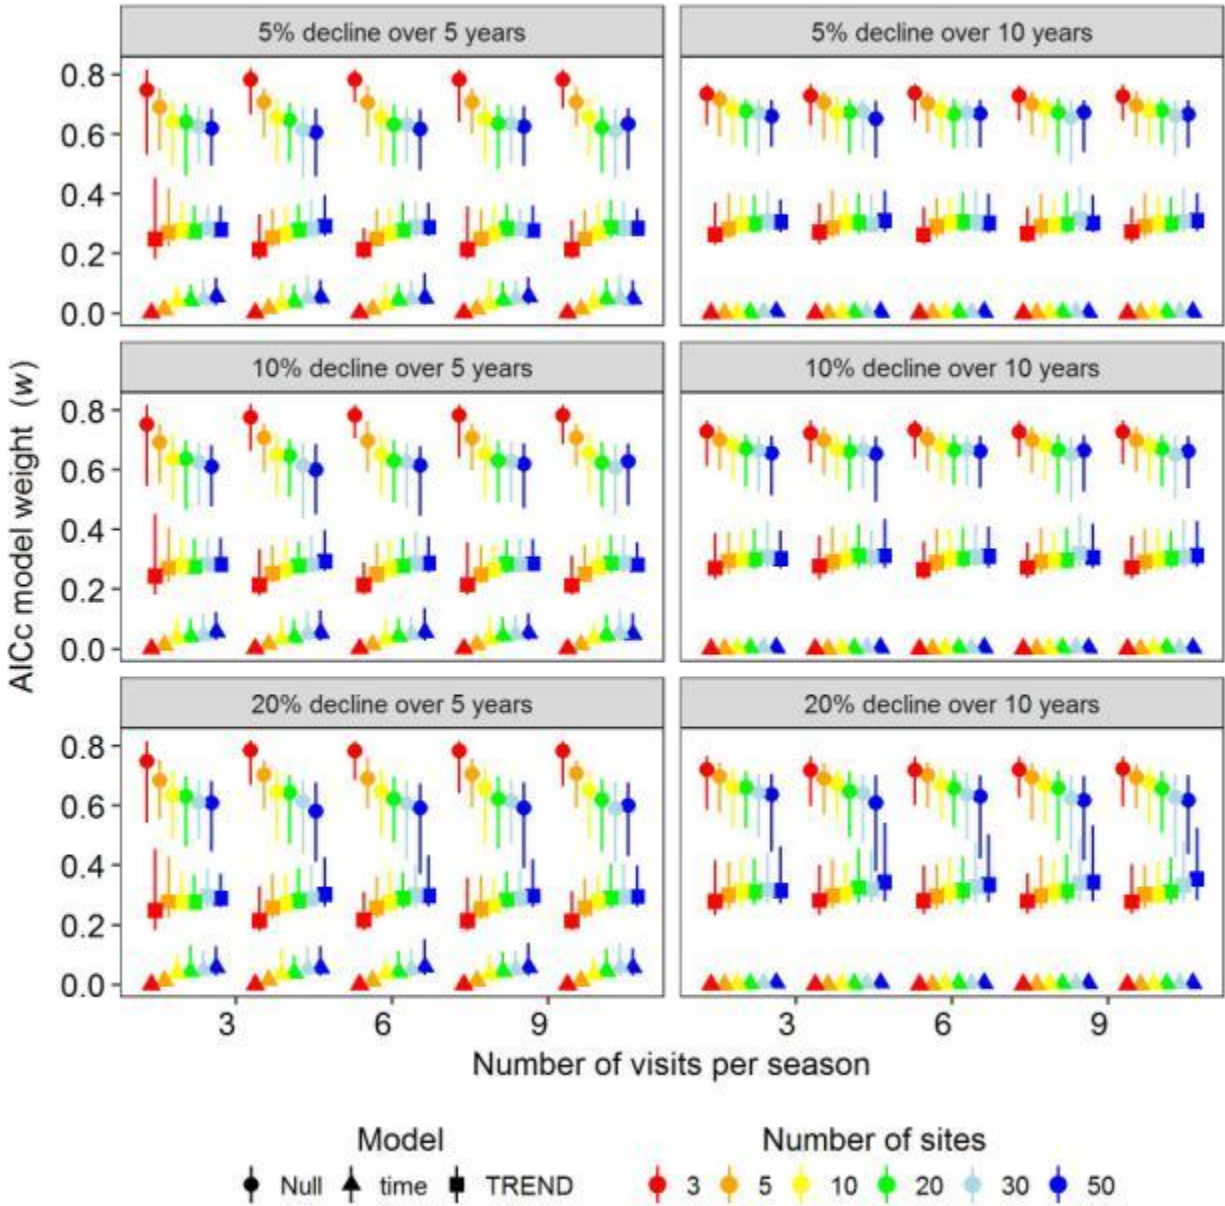 5% decline over 5 years
5% decline over 10 years
0.8
0.6
0.4
0.2
0.0
10% decline over 5 years
10% decline over 10 years
0.8
0.6
0.4
0.2
0.0
AICc model weight (w)
20% decline over 5 years
20% decline over 10 years
0.8
0.6
0.4
0.2
0.0
3 6 9 3 6 9
Number of visits per season
Model
Null time TREND
Number of sites
3 5 10 20 30 50